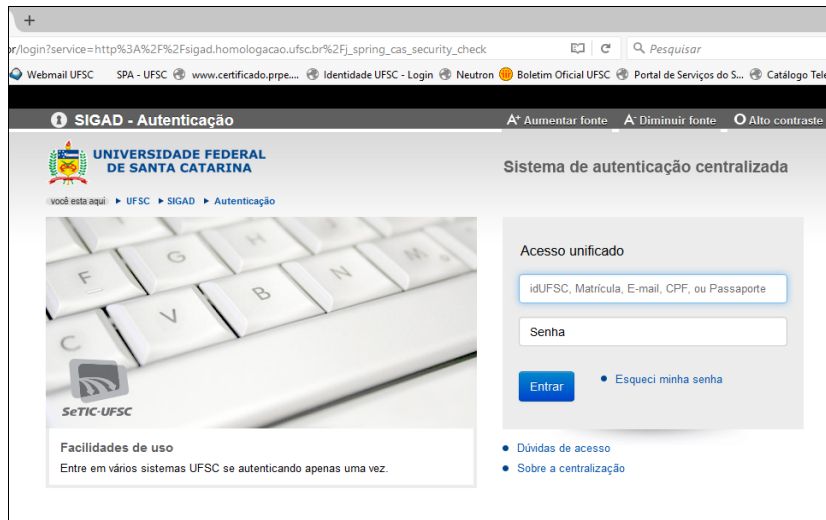 +
or/login?service=http%3A%2F%2Fsigad.homologacao.ufsc.br%2Fj_spring_cas_security_check
Pesquisar
Webmail UFSC SPA - UFSC www.certificado.prpe.... Identidade UFSC - Login Neutron Boletim Oficial UFSC Portal de Serviços do S... Catálogo Tele
SIGAD - Autenticação
A+ Aumentar fonte A- Diminuir fonte O Alto contraste
UNIVERSIDADE FEDERAL
DE SANTA CATARINA
Sistema de autenticação centralizada
você esta aqui UFSC SIGAD Autenticação
F G H
V B N M
C
SeTIC-UFSC
Acesso unificado
idUFSC, Matrícula, E-mail, CPF, ou Passaporte
Senha
Entrar
Esqueci minha senha
Facilidades de uso
Entre em vários sistemas UFSC se autenticando apenas uma vez.
Dúvidas de acesso
Sobre a centralização